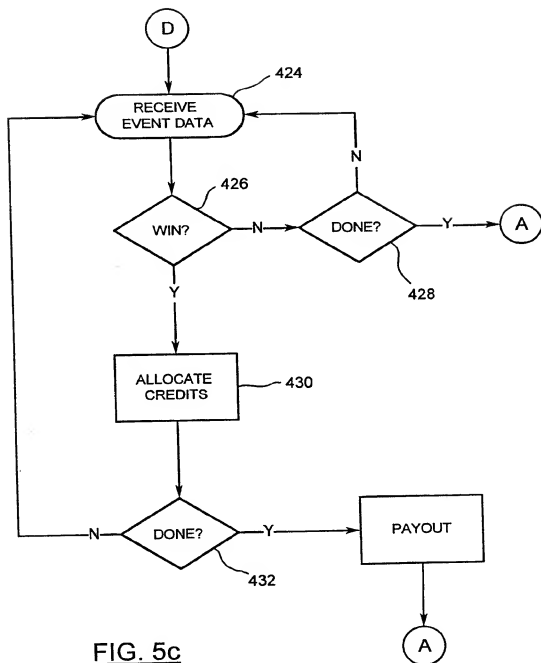 D
424
RECEIVE
EVENT DATA
N
426
WIN?
N
DONE?
Y
A
428
Y
ALLOCATE
CREDITS
430
N
DONE?
Y
PAYOUT
432
A
FIG. 5c